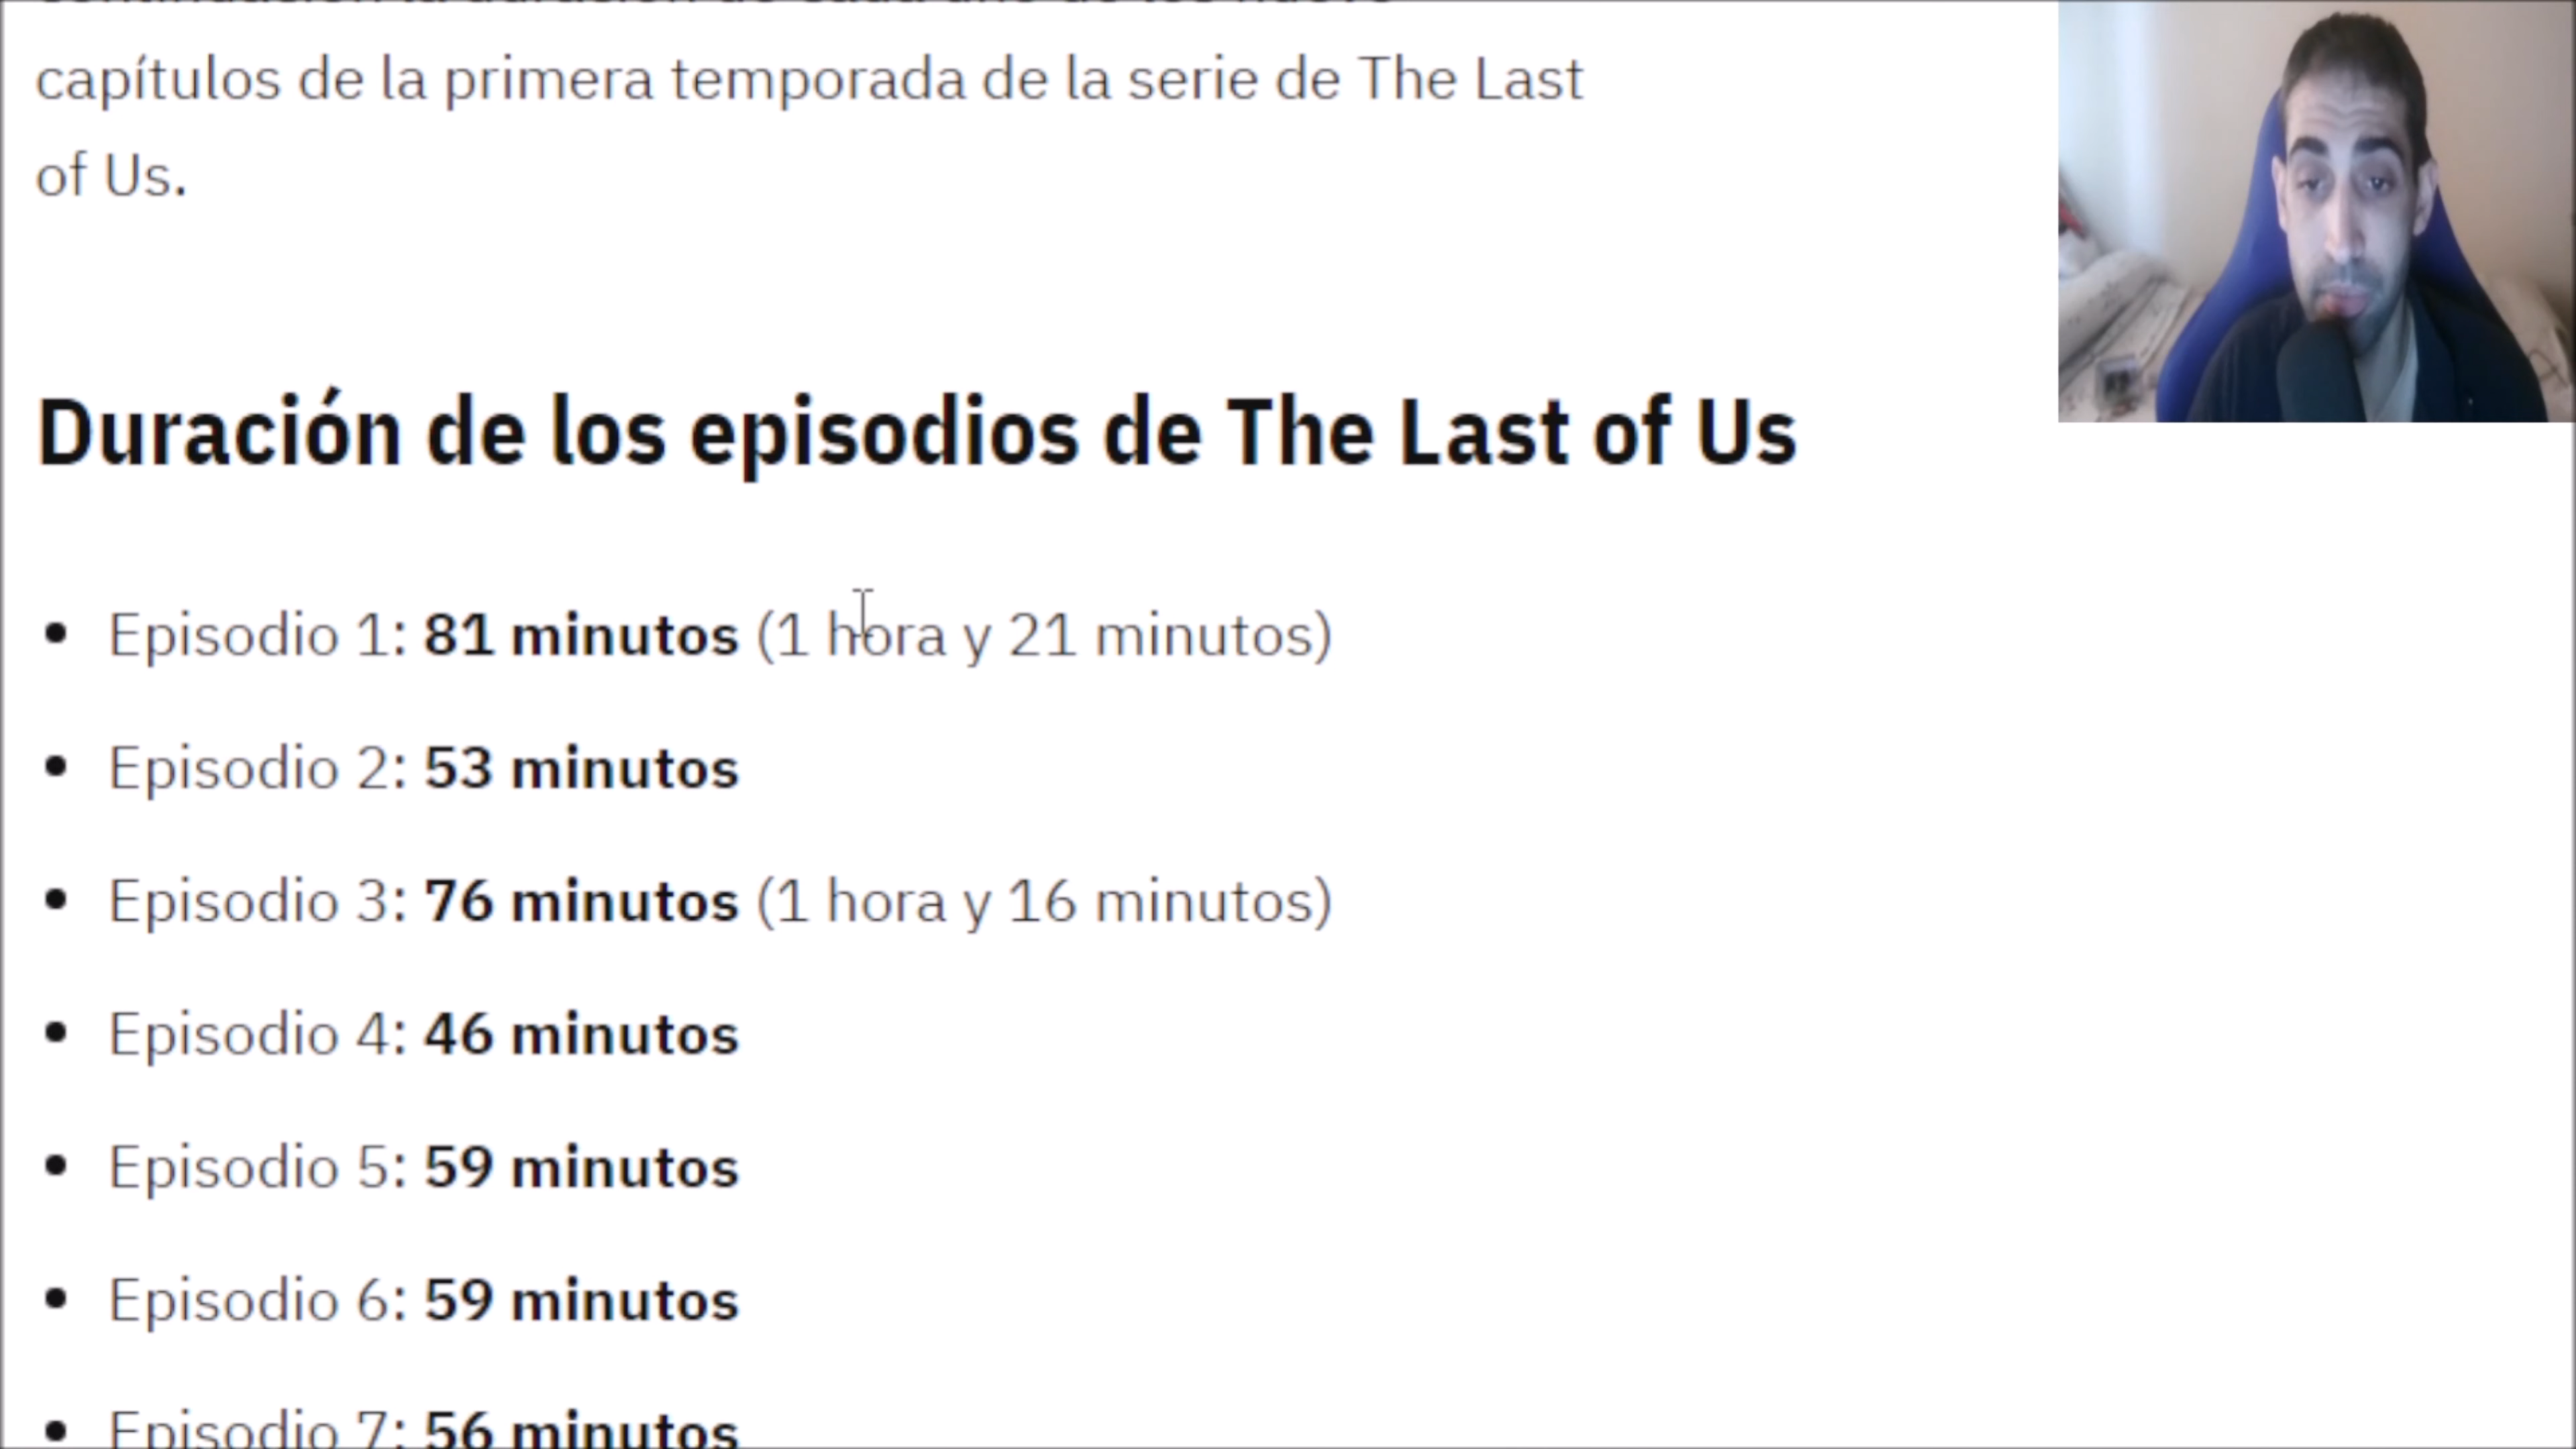 capítulos de la primera temporada de la serie de The Last
of Us.
Duración de los episodios de The Last of Us
• Episodio 1: 81 minutos (1 hora y 21 minutos)
• Episodio 2: 53 minutos
• Episodio 3: 76 minutos (1 hora y 16 minutos)
• Episodio 4: 46 minutos
• Episodio 5: 59 minutos
• Episodio 6: 59 minutos
• Episodio 7: 56 minutos